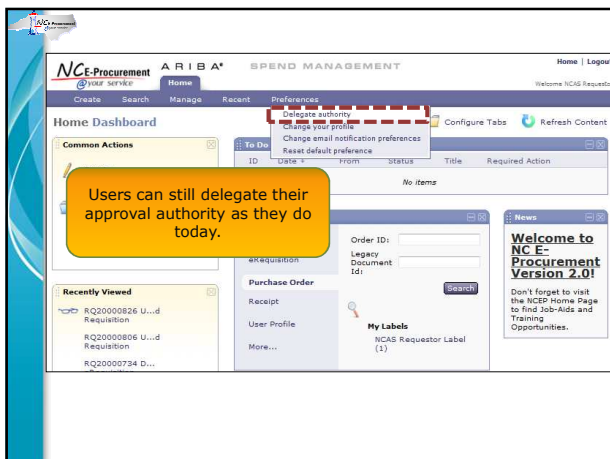 NC E-Procurement
NC E-Procurement
@your service
ARIBA SPEND MANAGEMENT
Home | Logout
Home
Welcome NCAS Requestor
Create Search Manage Recent Preferences
Home Dashboard
Delegate authority
Change your profile
Change email notification preferences
Reset default preference
Configure Tabs
Refresh Content
Common Actions
To Do
ID Date From Status Title Required Action
No items
Users can still delegate their
approval authority as they do
today.
eRequisition
Purchase Order
Receipt
User Profile
More...
Order ID:
Legacy
Document
Id:
Search
My Labels
NCAS Requestor Label
(1)
News
Welcome to
NC E-
Procurement
Version 2.0!
Don't forget to visit
the NCEP Home Page
to find Job-Aids and
Training
Opportunities.
Recently Viewed
RQ20000826 U...d
Requisition
RQ20000806 U...d
Requisition
RQ20000734 D...